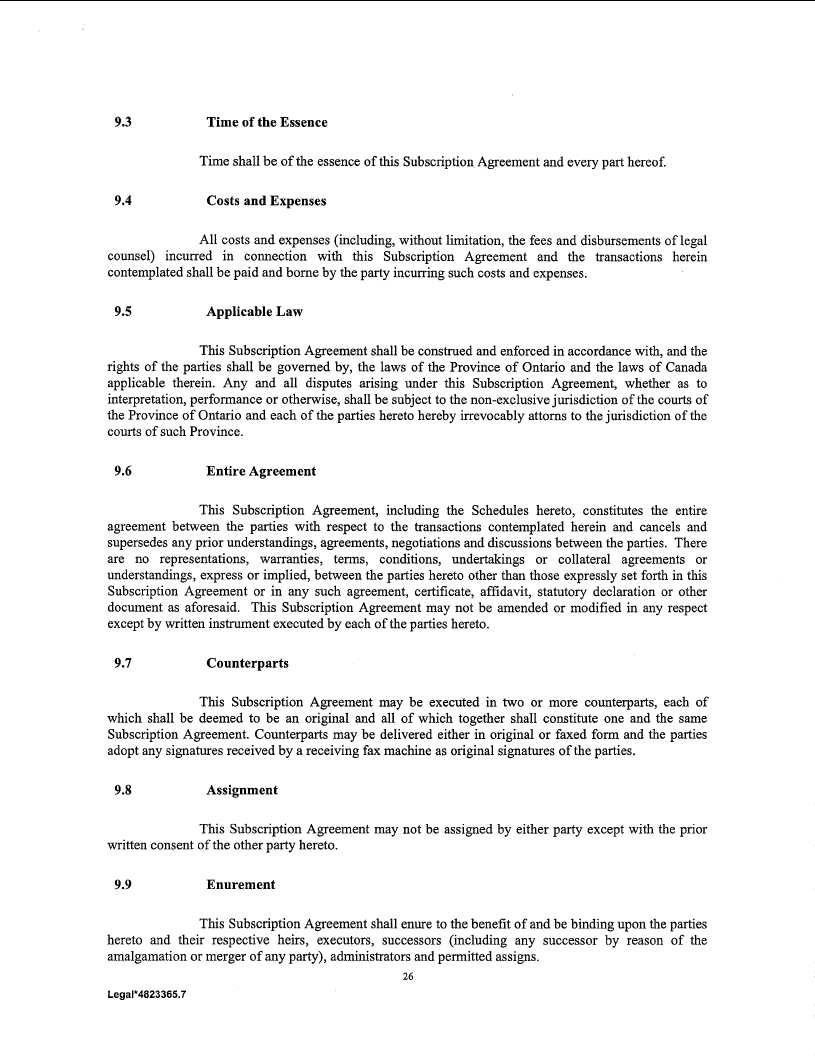 9.3 Time of the Essence
Time shall be of the essence of this Subscription Agreement and every part hereof.
9.4 Costs and Expenses
All costs and expenses (including, without limitation, the fees and disbursements of legal
counsel) incurred in connection with this Subscription Agreement and the transactions herein
contemplated shall be paid and borne by the party incurring such costs and expenses.
9.5 Applicable Law
This Subscription Agreement shall be construed and enforced in accordance with, and the
rights of the parties shall be governed by, the laws of the Province of Ontario and the laws of Canada
applicable therein. Any and all disputes arising under this Subscription Agreement, whether as to
interpretation, performance or otherwise, shall be subject to the non-exclusive jurisdiction of the courts of
the Province of Ontario and each of the parties hereto hereby irrevocably attorns to the jurisdiction of the
courts of such Province.
9.6 Entire Agreement
This Subscription Agreement, including the Schedules hereto, constitutes the entire
agreement between the parties with respect to the transactions contemplated herein and cancels and
supersedes any prior understandings, agreements, negotiations and discussions between the parties. There
are no representations, warranties, terms, conditions, undertakings or collateral agreements or
understandings, express or implied, between the parties hereto other than those expressly set forth in this
Subscription Agreement or in any such agreement, certificate, affidavit, statutory declaration or other
document as aforesaid. This Subscription Agreement may not be amended or modified in any respect
except by written instrument executed by each of the parties hereto.
9.7 Counterparts
This Subscription Agreement may be executed in two or more counterparts, each of
which shall be deemed to be an original and all of which together shall constitute one and the same
Subscription Agreement. Counterparts may be delivered either in original or faxed form and the parties
adopt any signatures received by a receiving fax machine as original signatures of the parties.
9.8 Assignment
This Subscription Agreement may not be assigned by either party except with the prior
written consent of the other party hereto.
9.9 Enurement
This Subscription Agreement shall enure to the benefit of and be binding upon the parties
hereto and their respective heirs, executors, successors (including any successor by reason of the
amalgamation or merger of any party), administrators and permitted assigns.
26
Legal*4823365.7